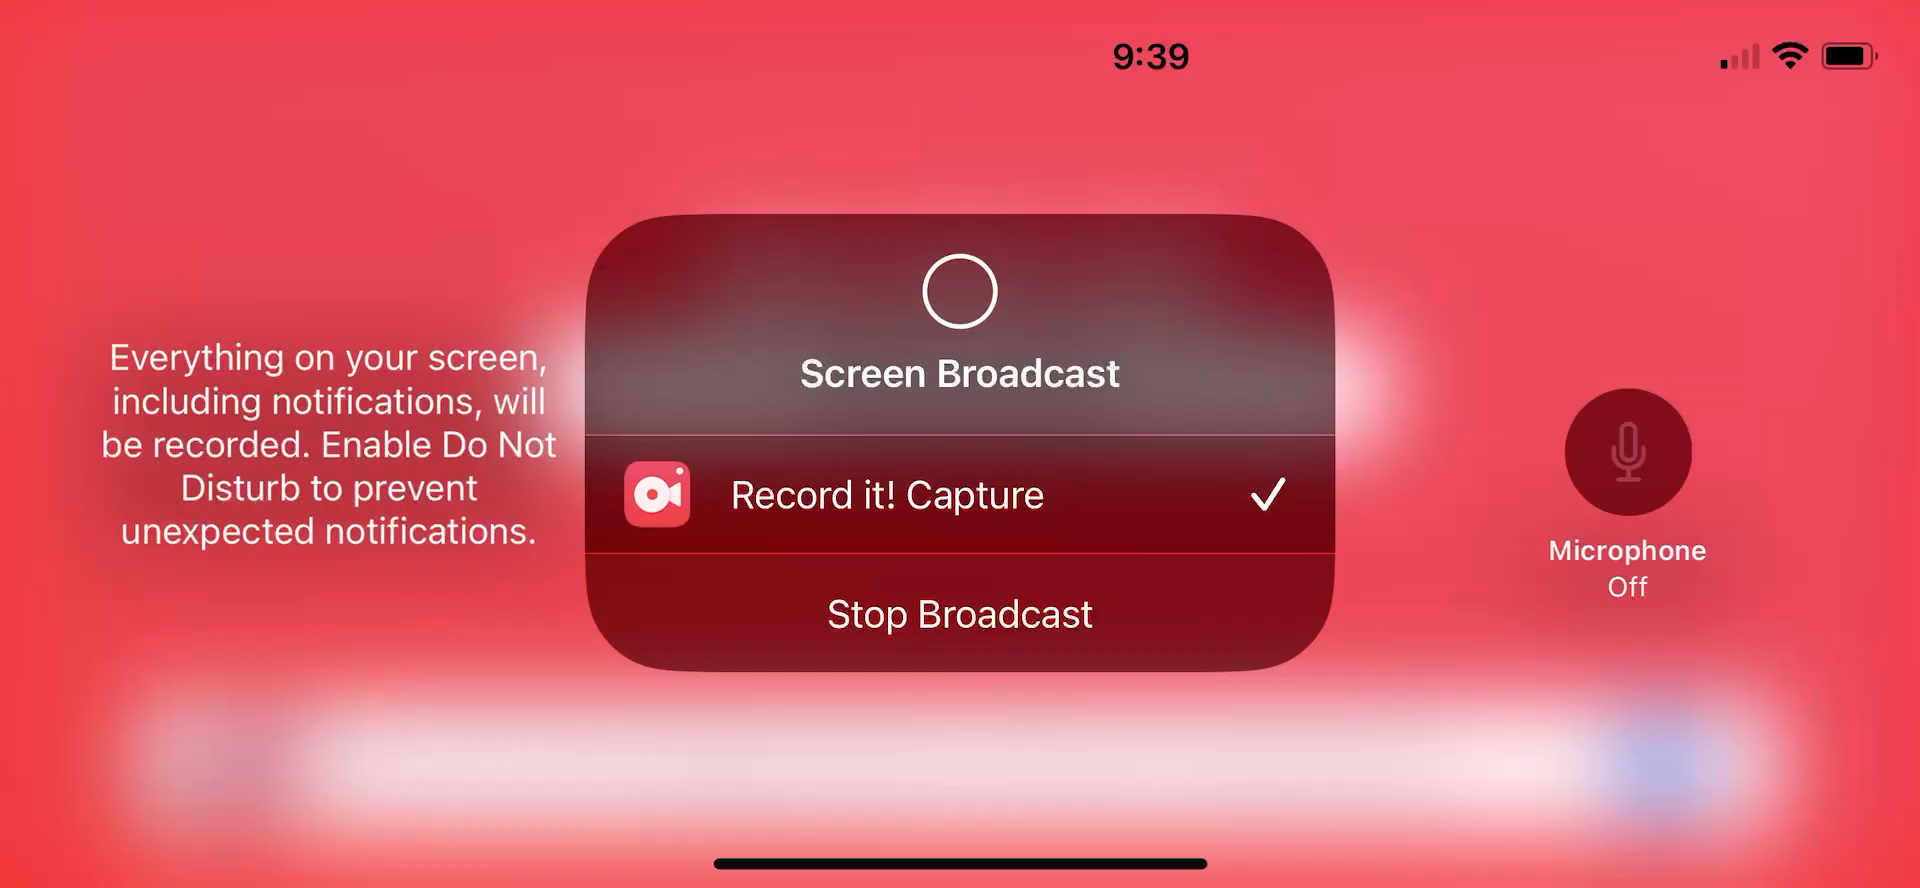 9:39
Everything on your screen,
including notifications, will
be recorded. Enable Do Not
Disturb to prevent
unexpected notifications.
Screen Broadcast
Record it! Capture
Stop Broadcast
Microphone
Off